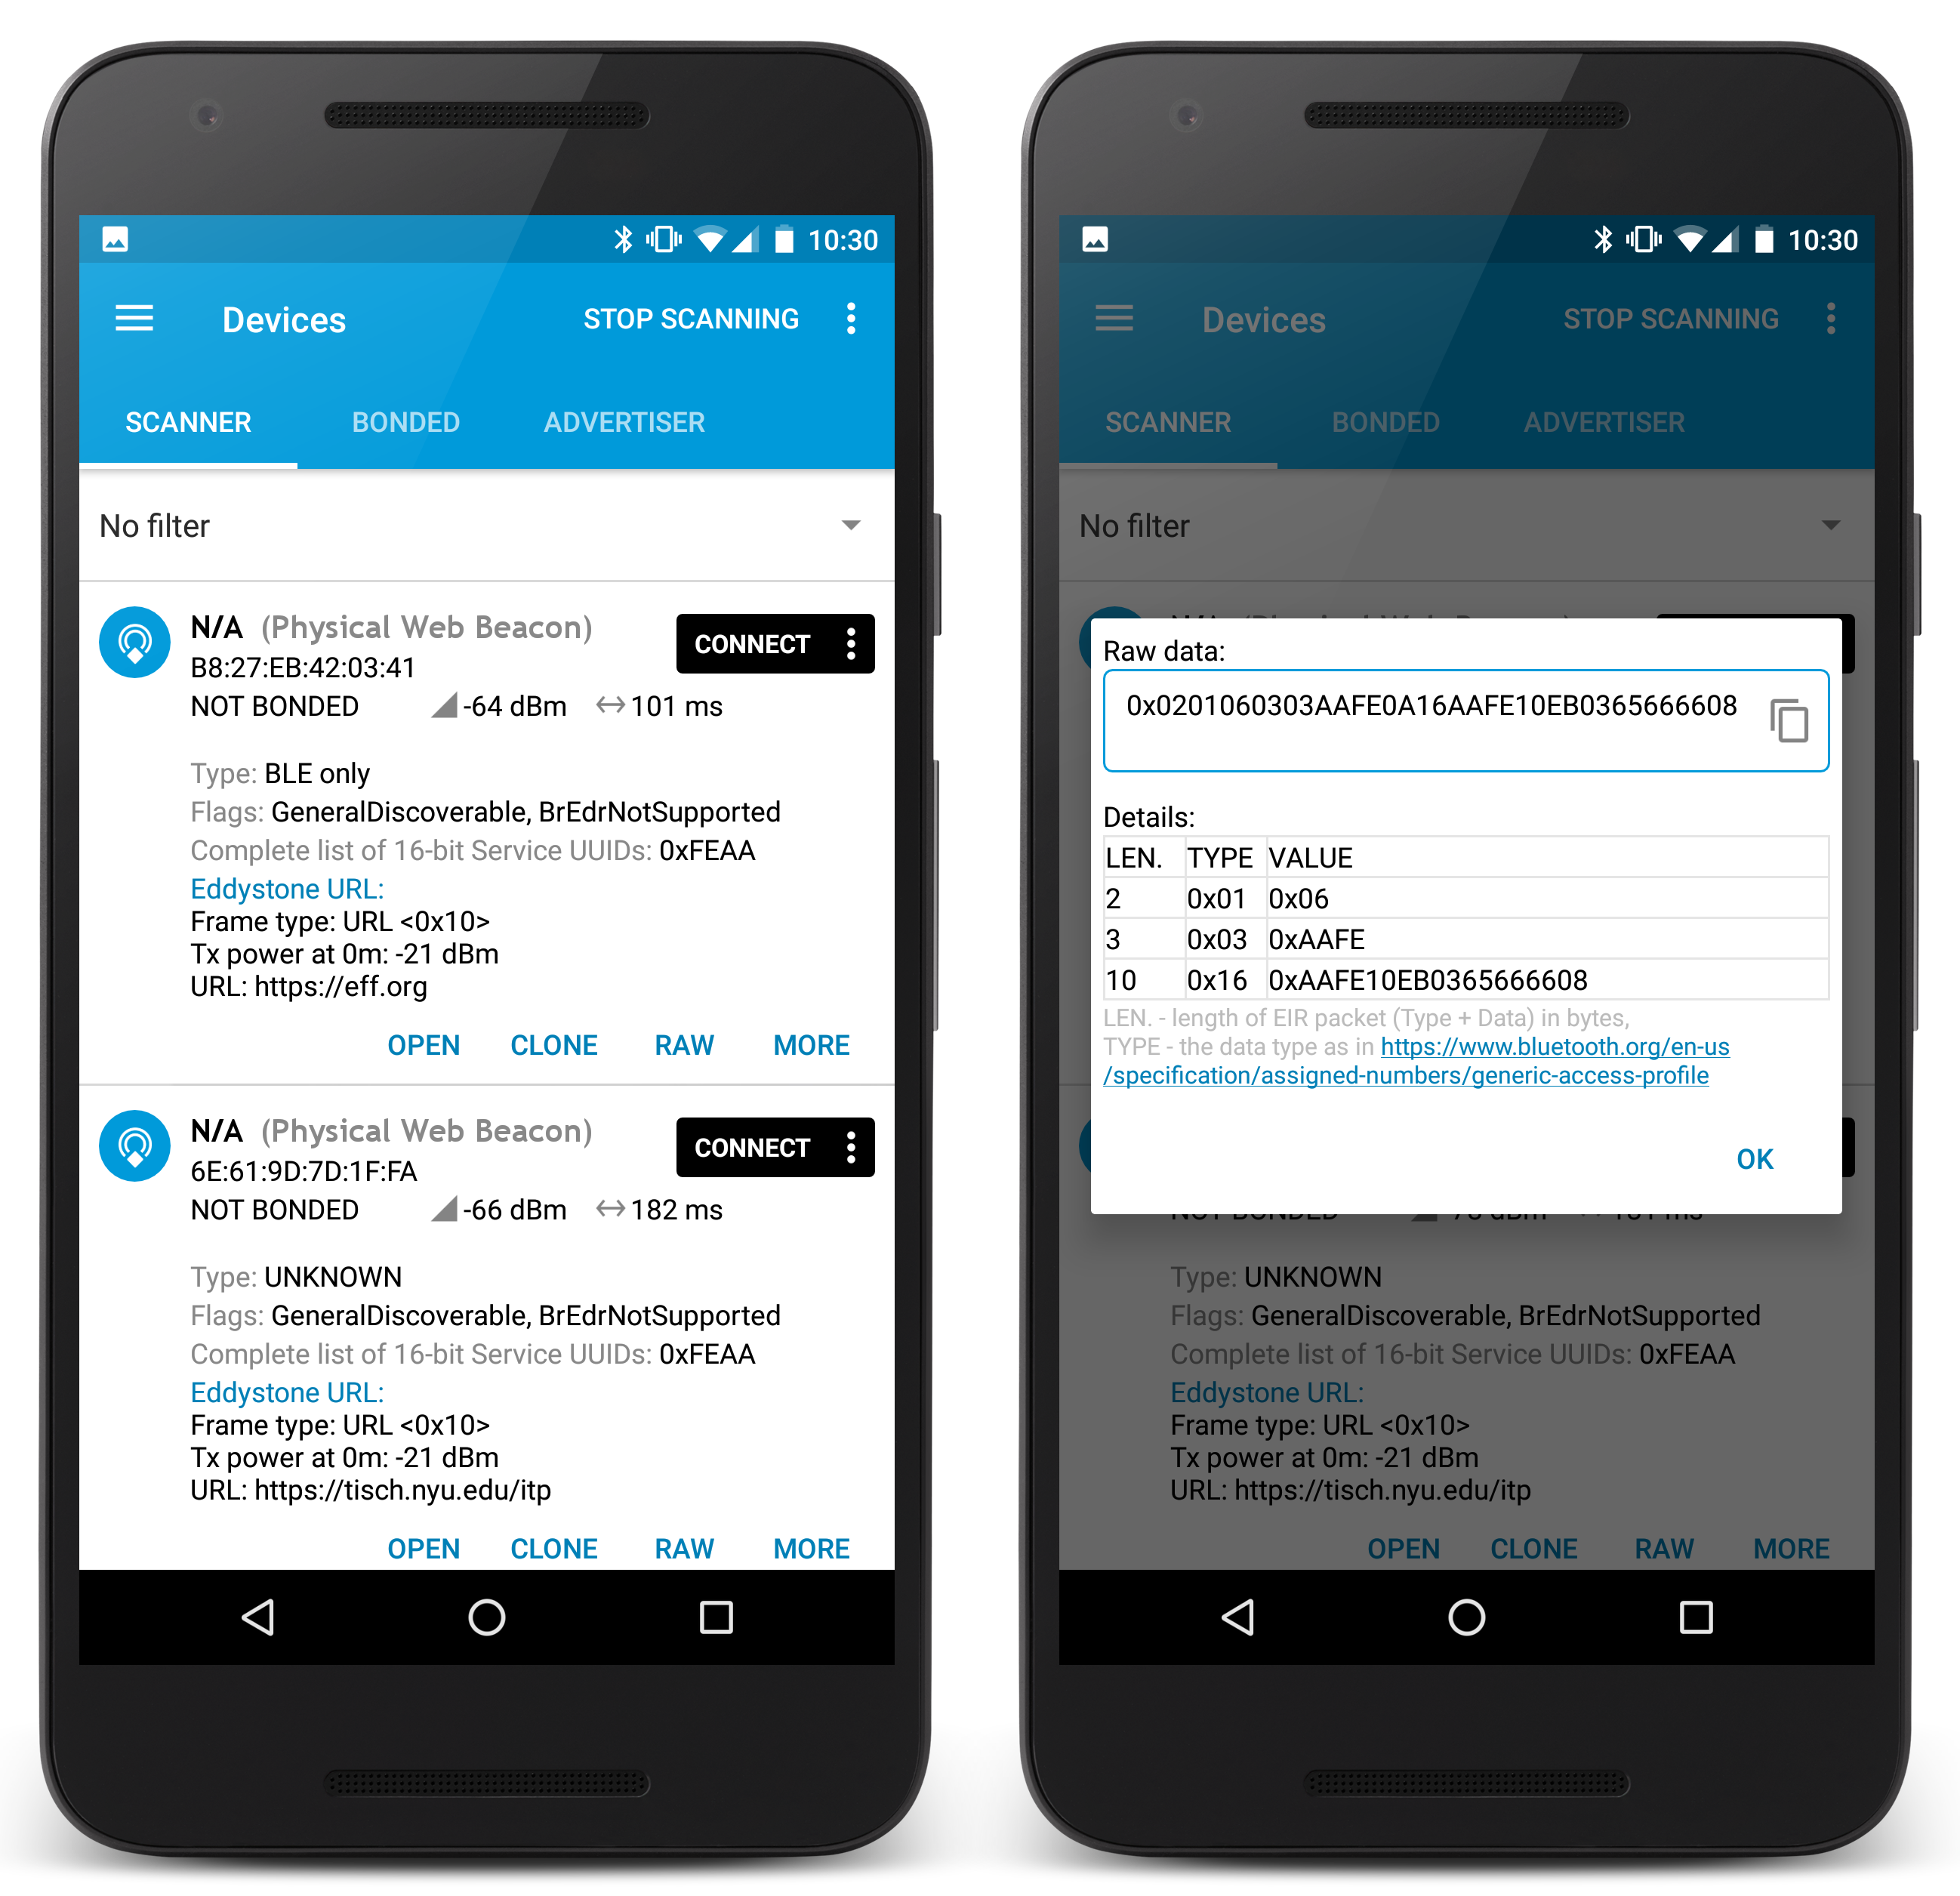 10:30
Devices STOP SCANNING
SCANNER BONDED ADVERTISER
No filter
N/A (Physical Web Beacon) CONNECT
B8:27:EB:42:03:41
NOT BONDED -64 dBm 101 ms
Type: BLE only
Flags: GeneralDiscoverable, BrEdrNotSupported
Complete list of 16-bit Service UUIDs: 0xFEAA
Eddystone URL:
Frame type: URL <0x10>
Tx power at 0m: -21 dBm
URL: https://eff.org
OPEN CLONE RAW MORE
N/A (Physical Web Beacon) CONNECT
6E:61:9D:7D:1F:FA
NOT BONDED -66 dBm 182 ms
Type: UNKNOWN
Flags: GeneralDiscoverable, BrEdrNotSupported
Complete list of 16-bit Service UUIDs: 0xFEAA
Eddystone URL:
Frame type: URL <0x10>
Tx power at 0m: -21 dBm
URL: https://tisch.nyu.edu/itp
OPEN CLONE RAW MORE
10:30
Devices STOP SCANNING
SCANNER BONDED ADVERTISER
No filter
Raw data:
0x0201060303AAFE0A16AAFE10EB0365666608
Details:
LEN. TYPE VALUE
2 0x01 0x06
3 0x03 0xAAFE
10 0x16 0xAAFE10EB0365666608
LEN. - length of EIR packet (Type + Data) in bytes,
TYPE - the data type as in https://www.bluetooth.org/en-us
/specification/assigned-numbers/generic-access-profile
OK
NOT BONDED dBm ms
Type: UNKNOWN
Flags: GeneralDiscoverable, BrEdrNotSupported
Complete list of 16-bit Service UUIDs: 0xFEAA
Eddystone URL:
Frame type: URL <0x10>
Tx power at 0m: -21 dBm
URL: https://tisch.nyu.edu/itp
OPEN CLONE RAW MORE